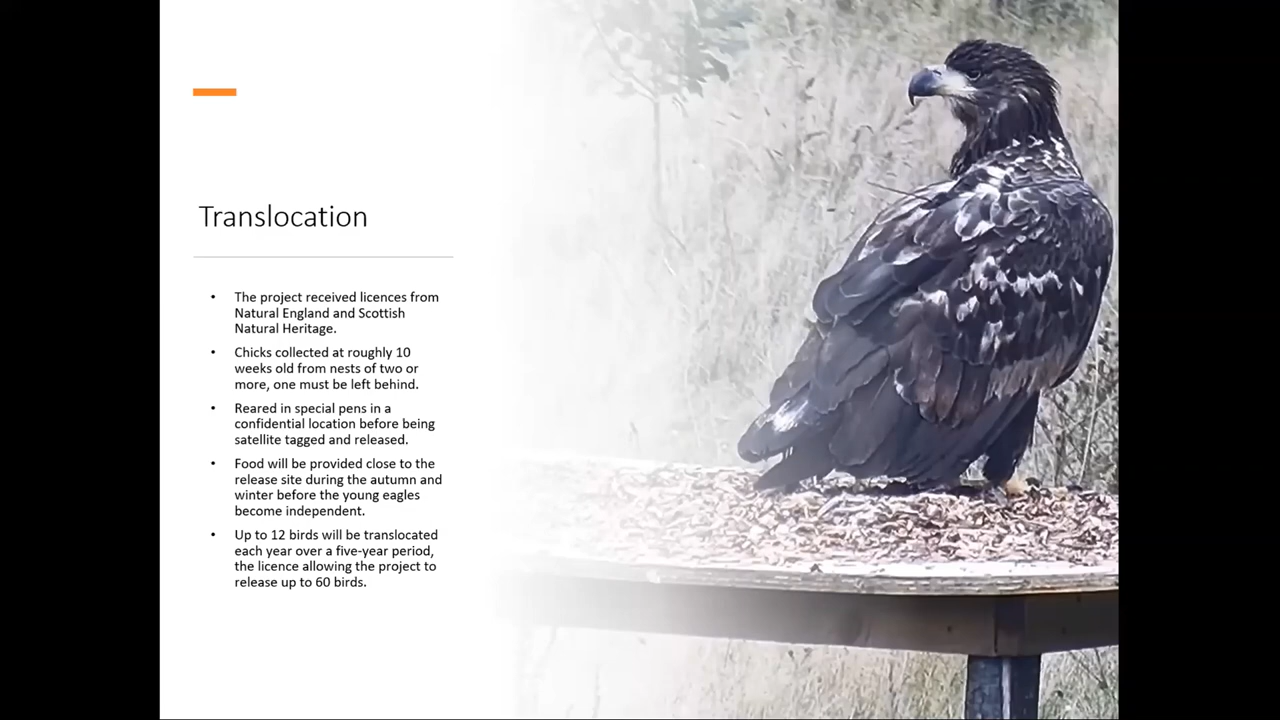 Translocation
• The project received licences from
Natural England and Scottish
Natural Heritage.
• Chicks collected at roughly 10
weeks old from nests of two or
more, one must be left behind.
• Reared in special pens in a
confidential location before being
satellite tagged and released.
• Food will be provided close to the
release site during the autumn and
winter before the young eagles
become independent.
• Up to 12 birds will be translocated
each year over a five-year period,
the licence allowing the project to
release up to 60 birds.